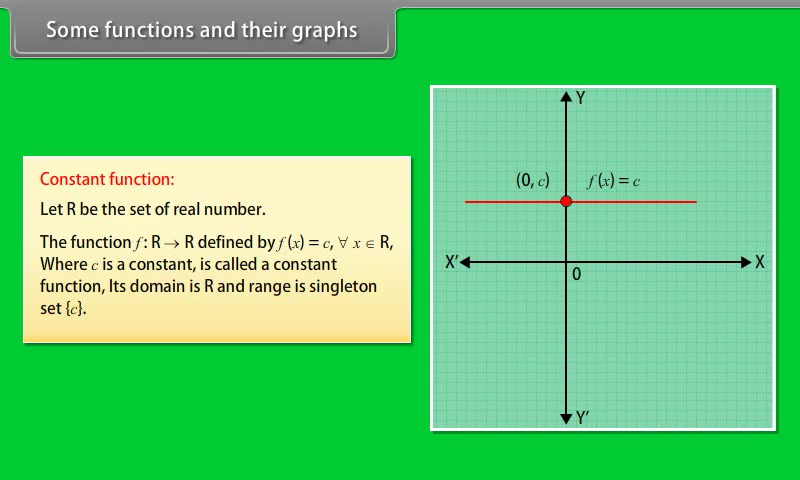 Some functions and their graphs
Constant function:
Let R be the set of real number.
The function f : R → R defined by f (x) = c, ∀ x ∈ R,
Where c is a constant, is called a constant
function, Its domain is R and range is singleton
set {c}.
Y
(0, c) f (x) = c
X′ X
0
Y′